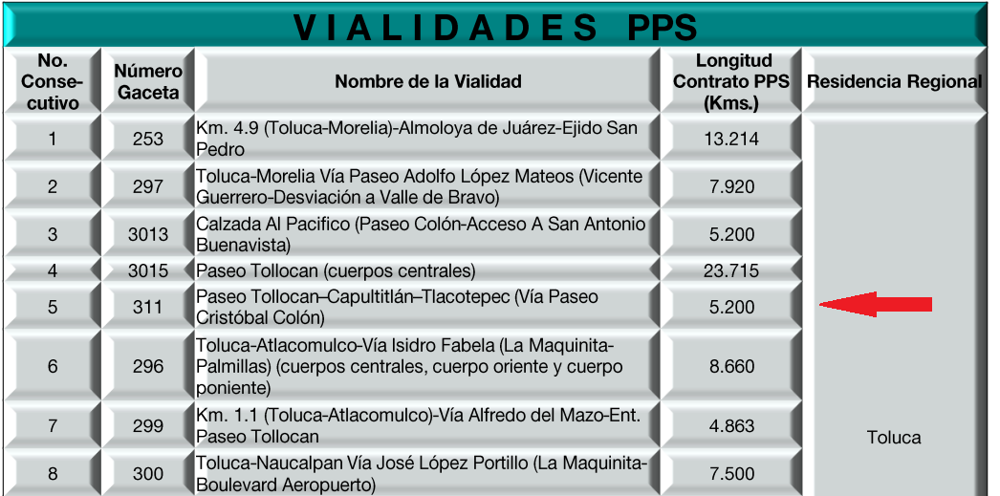 VIALIDADES PPS
No.
Conse-
cutivo
Número
Gaceta
Nombre de la Vialidad
Longitud
Contrato PPS
(Kms.)
Residencia Regional
1
253
Km. 4.9 (Toluca-Morelia)-Almoloya de Juárez-Ejido San
Pedro
13.214
2
297
Toluca-Morelia Vía Paseo Adolfo López Mateos (Vicente
Guerrero-Desviación a Valle de Bravo)
7.920
3
3013
Calzada Al Pacifico (Paseo Colón-Acceso A San Antonio
Buenavista)
5.200
4
3015
Paseo Tollocan (cuerpos centrales)
23.715
5
311
Paseo Tollocan–Capultitlán–Tlacotepec (Vía Paseo
Cristóbal Colón)
5.200
6
296
Toluca-Atlacomulco-Vía Isidro Fabela (La Maquinita-
Palmillas) (cuerpos centrales, cuerpo oriente y cuerpo
poniente)
8.660
7
299
Km. 1.1 (Toluca-Atlacomulco)-Vía Alfredo del Mazo-Ent.
Paseo Tollocan
4.863
Toluca
8
300
Toluca-Naucalpan Vía José López Portillo (La Maquinita-
Boulevard Aeropuerto)
7.500